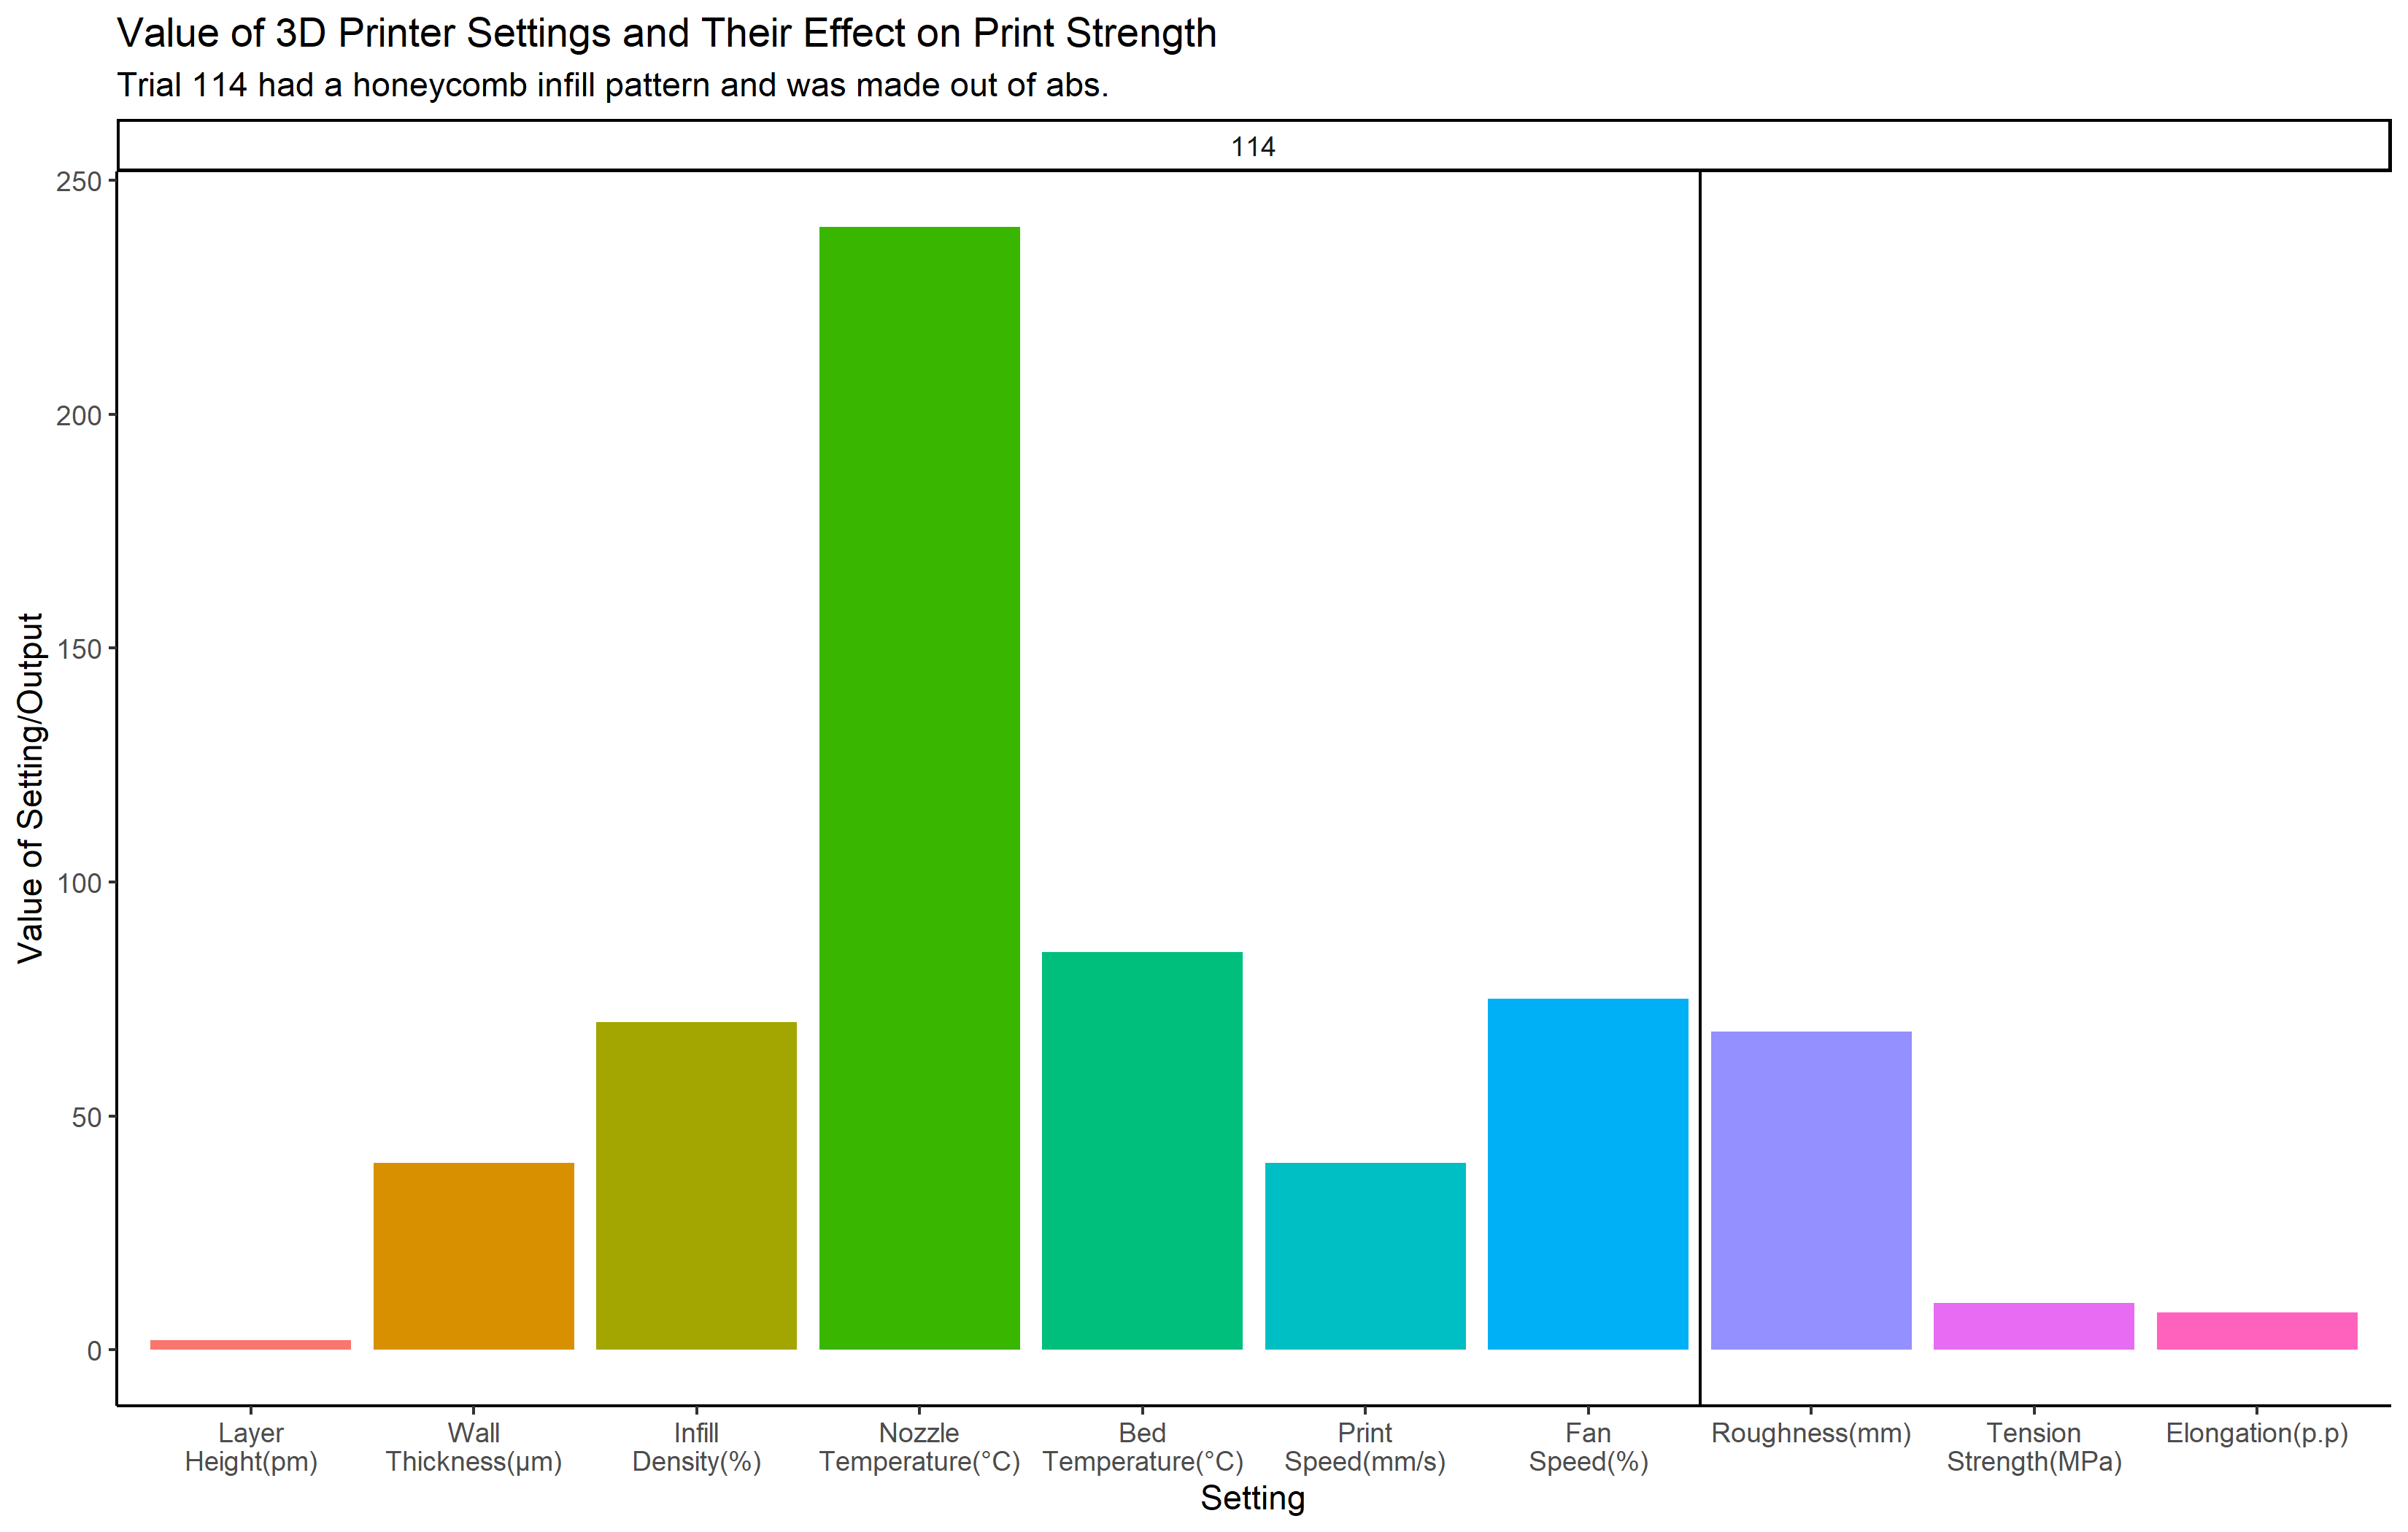 Value of 3D Printer Settings and Their Effect on Print Strength
Trial 114 had a honeycomb infill pattern and was made out of abs.
114
Value of Setting/Output
250
200
150
100
50
0
Layer
Height(pm)
Wall
Thickness(µm)
Infill
Density(%)
Nozzle
Temperature(°C)
Bed
Temperature(°C)
Print
Speed(mm/s)
Fan
Speed(%)
Roughness(mm)
Tension
Strength(MPa)
Elongation(p.p)
Setting